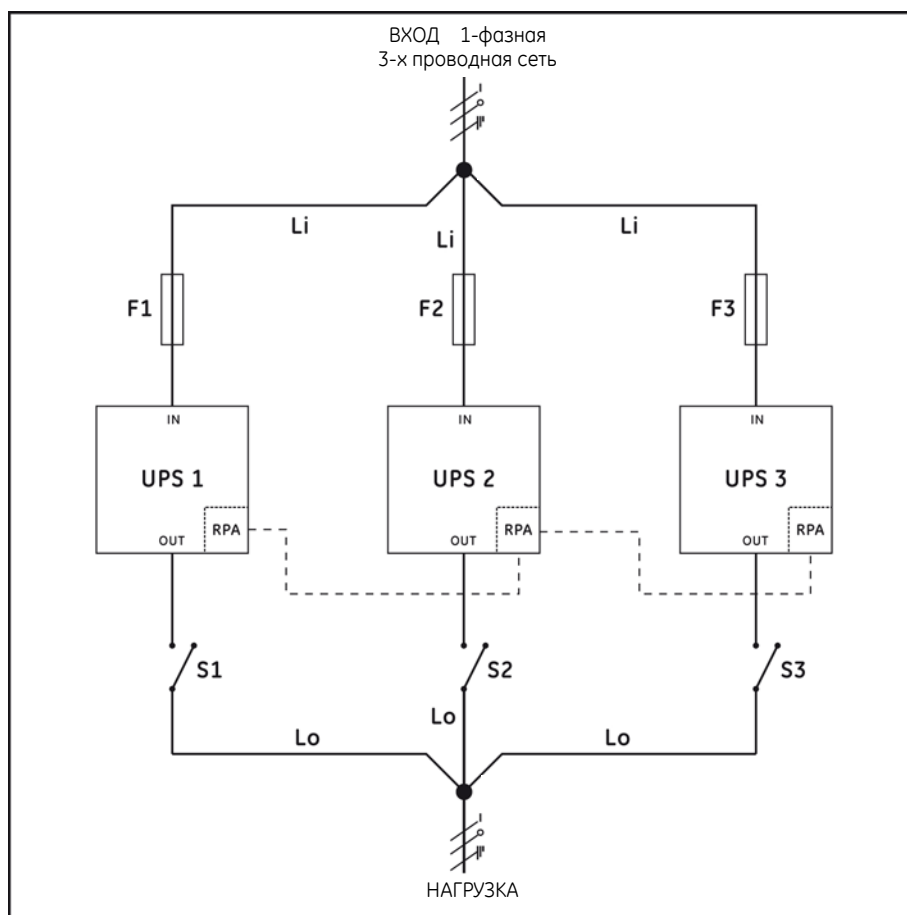 ВХОД 1-фазная
3-х проводная сеть
Li
Li
Li
F1
F2
F3
IN
IN
IN
UPS 1
UPS 2
UPS 3
RPA
RPA
RPA
OUT
OUT
OUT
S1
S2
S3
Lo
Lo
Lo
НАГРУЗКА